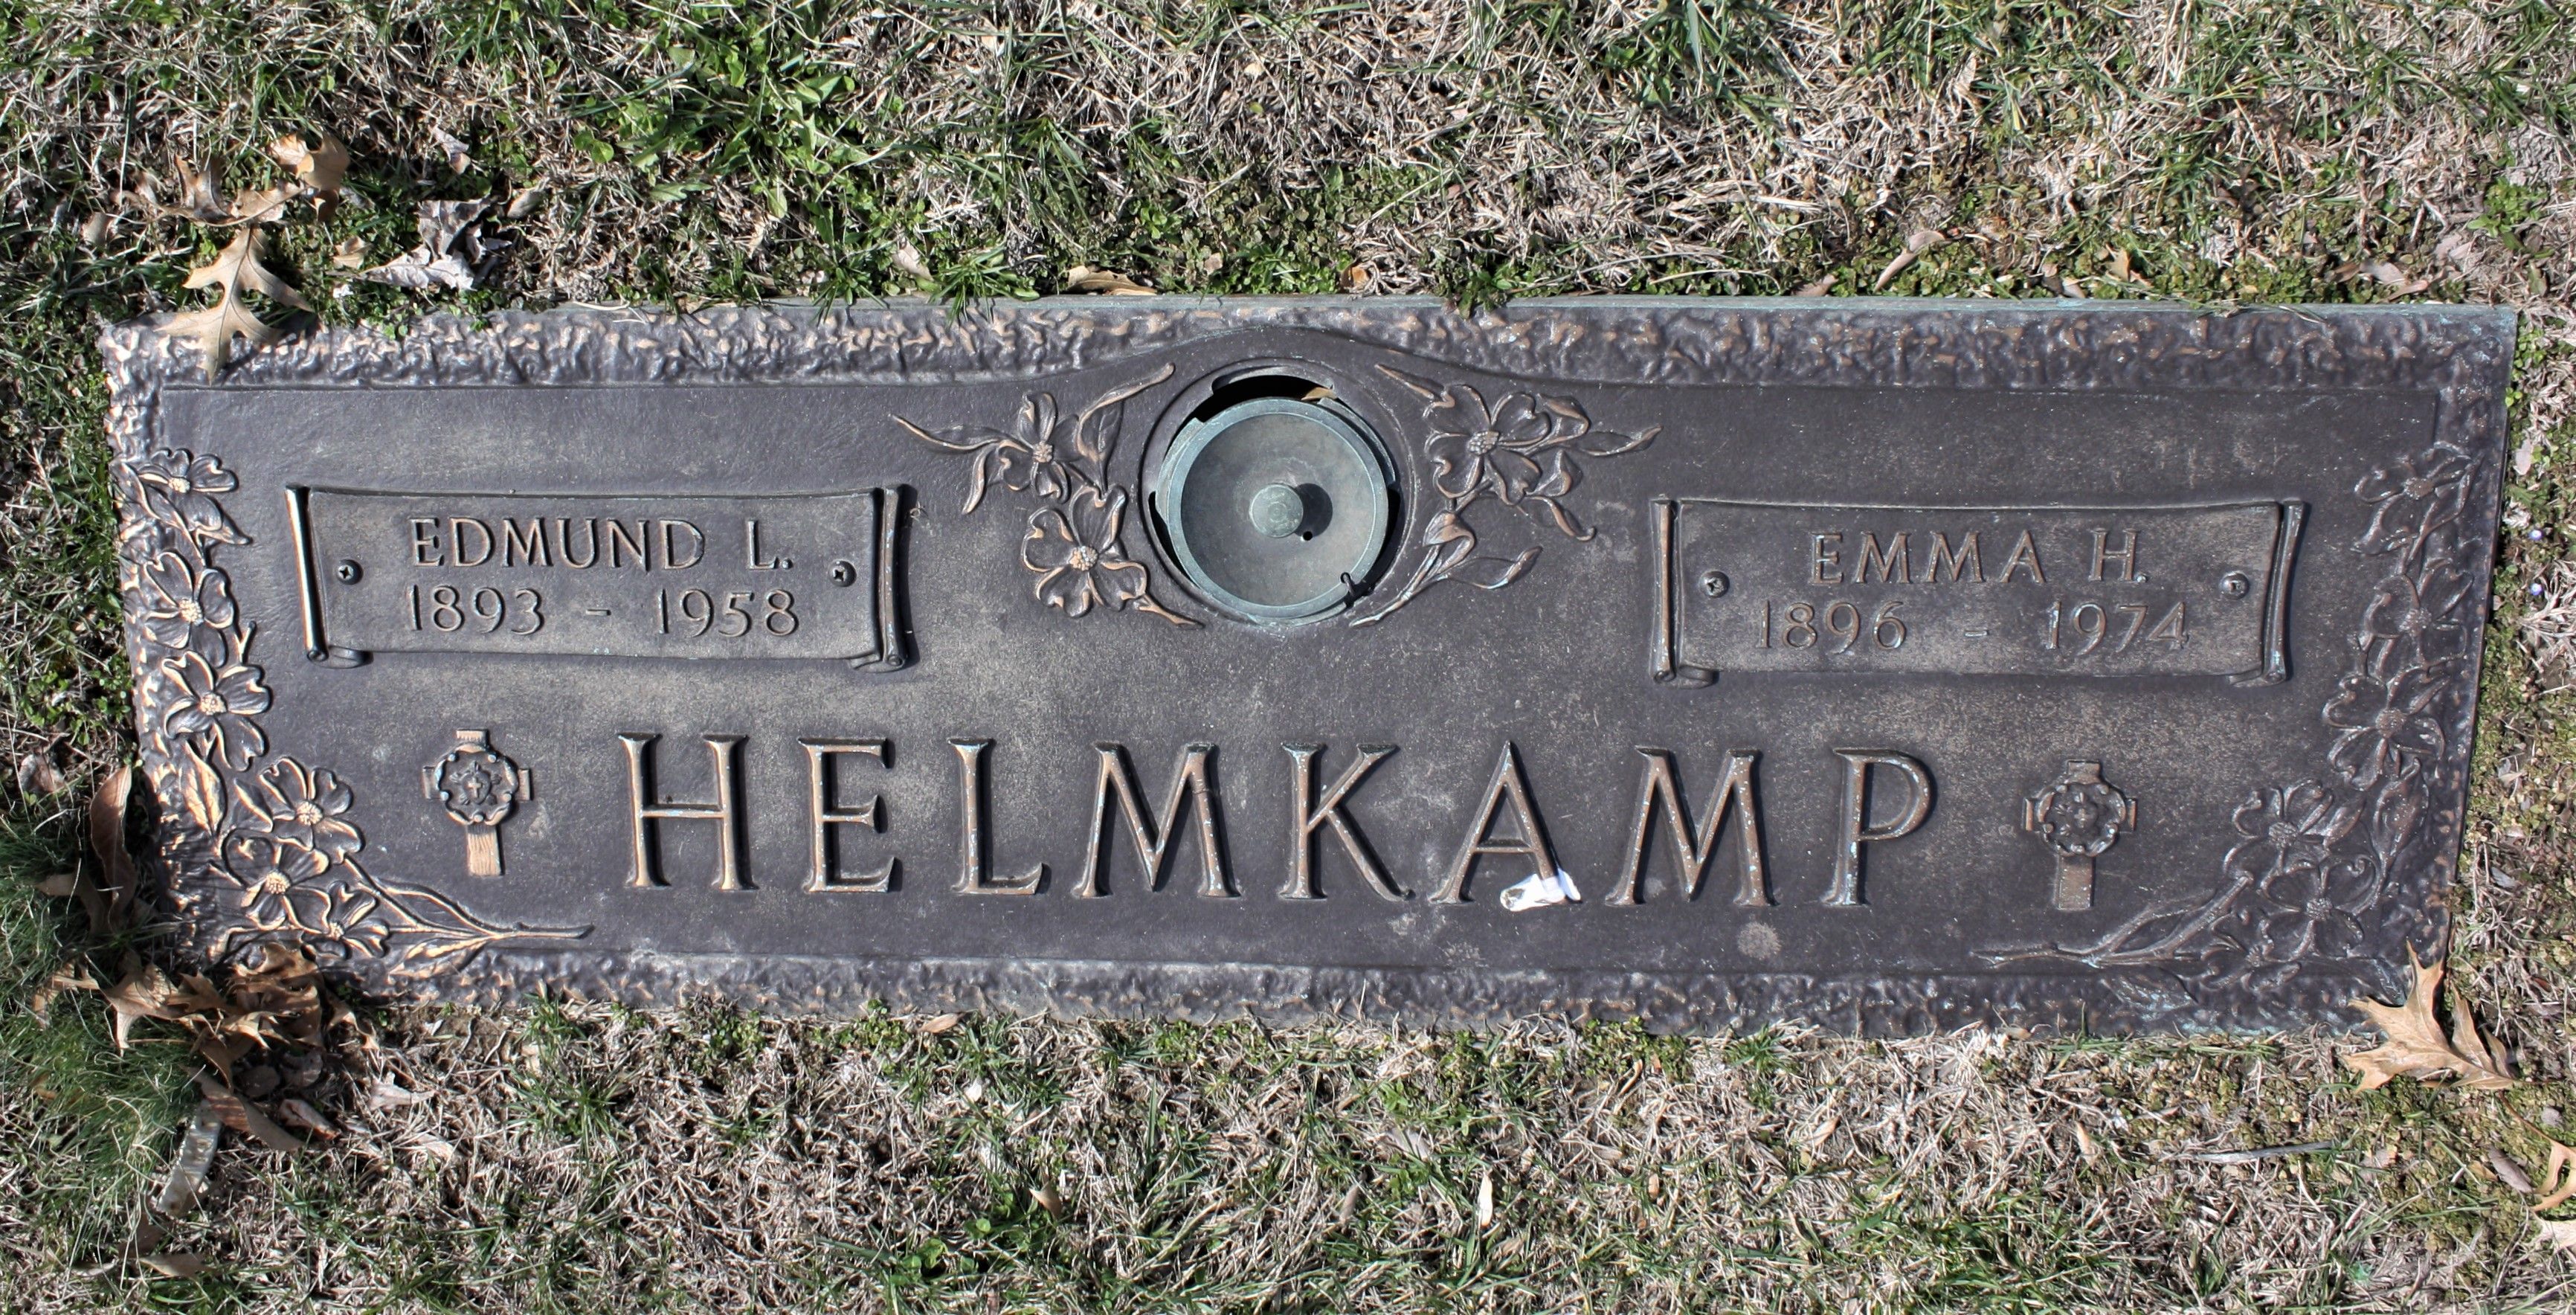 EDMUND L.
1893 - 1958
EMMA H.
1896 - 1974
HELMKAMP